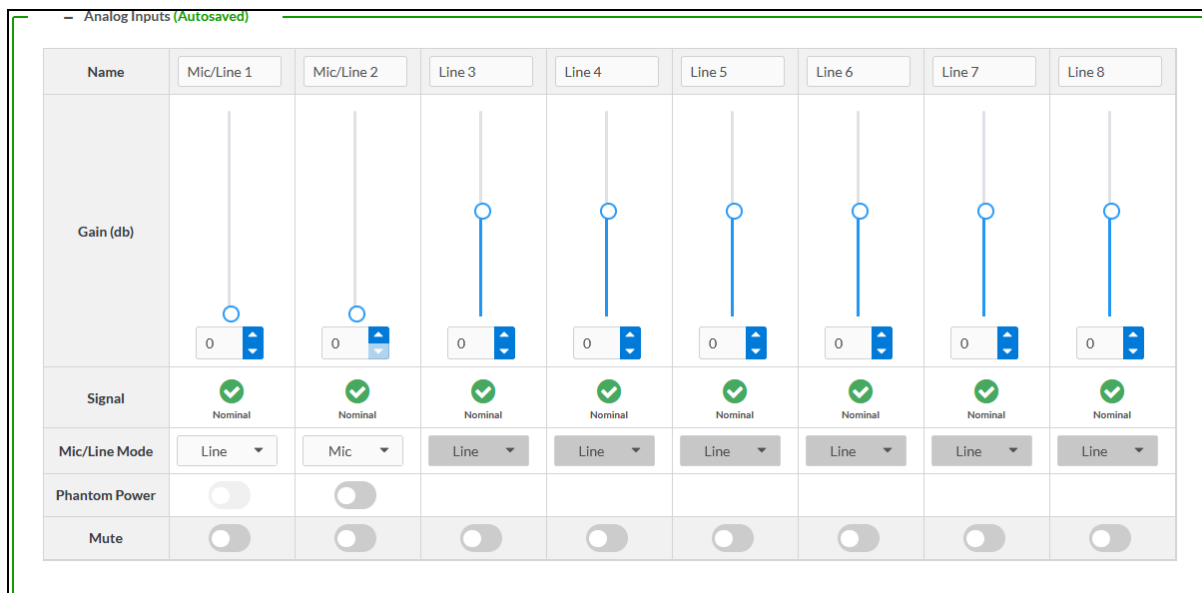 – Analog Inputs (Autosaved)
Name Mic/Line 1 Mic/Line 2 Line 3 Line 4 Line 5 Line 6 Line 7 Line 8
Gain (db)
0 0 0 0 0 0 0 0
Signal Nominal Nominal Nominal Nominal Nominal Nominal Nominal Nominal
Mic/Line Mode Line Mic Line Line Line Line Line Line
Phantom Power
Mute